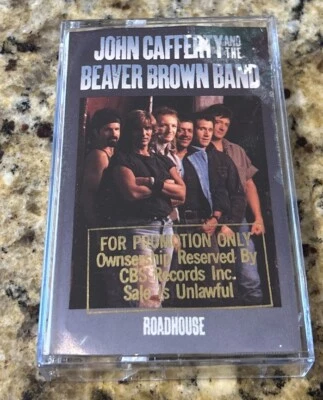 JOHN CAFFERTY AND THE
BEAVER BROWN BAND
FOR PROMOTION ONLY
Ownsership Reserved By
CBS Records Inc.
Sale is Unlawful
ROADHOUSE